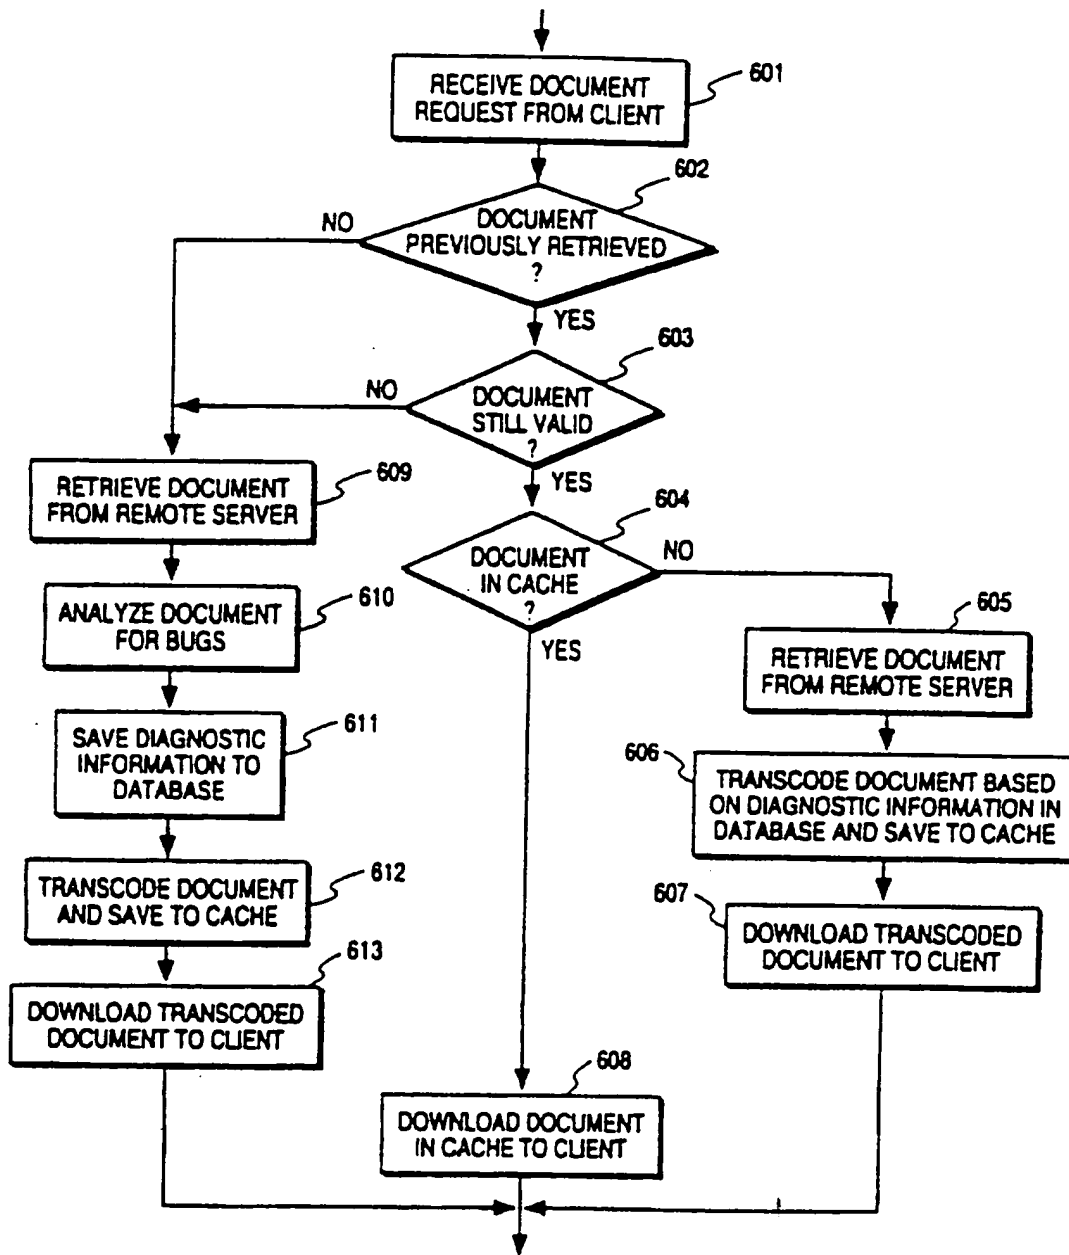 RECEIVE DOCUMENT
REQUEST FROM CLIENT
601
602
NO
DOCUMENT
PREVIOUSLY RETRIEVED
?
YES
603
NO
DOCUMENT
STILL VALID
?
YES
609
RETRIEVE DOCUMENT
FROM REMOTE SERVER
604
DOCUMENT
IN CACHE
?
NO
YES
610
ANALYZE DOCUMENT
FOR BUGS
605
RETRIEVE DOCUMENT
FROM REMOTE SERVER
611
SAVE DIAGNOSTIC
INFORMATION TO
DATABASE
606
TRANSCODE DOCUMENT BASED
ON DIAGNOSTIC INFORMATION IN
DATABASE AND SAVE TO CACHE
612
TRANSCODE DOCUMENT
AND SAVE TO CACHE
607
DOWNLOAD TRANSCODED
DOCUMENT TO CLIENT
613
DOWNLOAD TRANSCODED
DOCUMENT TO CLIENT
608
DOWNLOAD DOCUMENT
IN CACHE TO CLIENT